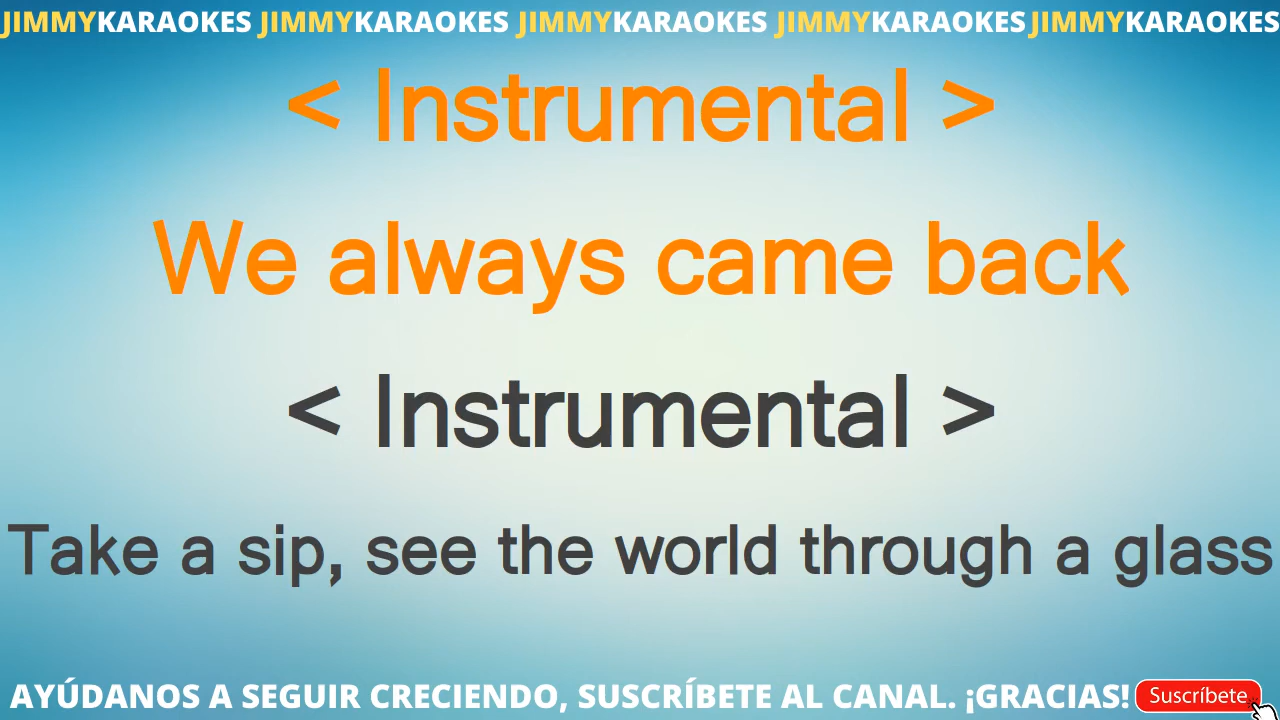 JIMMYKARAOKES JIMMYKARAOKES JIMMYKARAOKES JIMMYKARAOKES JIMMYKARAOKES
< Instrumental >
We always came back
< Instrumental >
Take a sip, see the world through a glass
AYÚDANOS A SEGUIR CRECIENDO, SUSCRÍBETE AL CANAL. ¡GRACIAS! Suscríbete